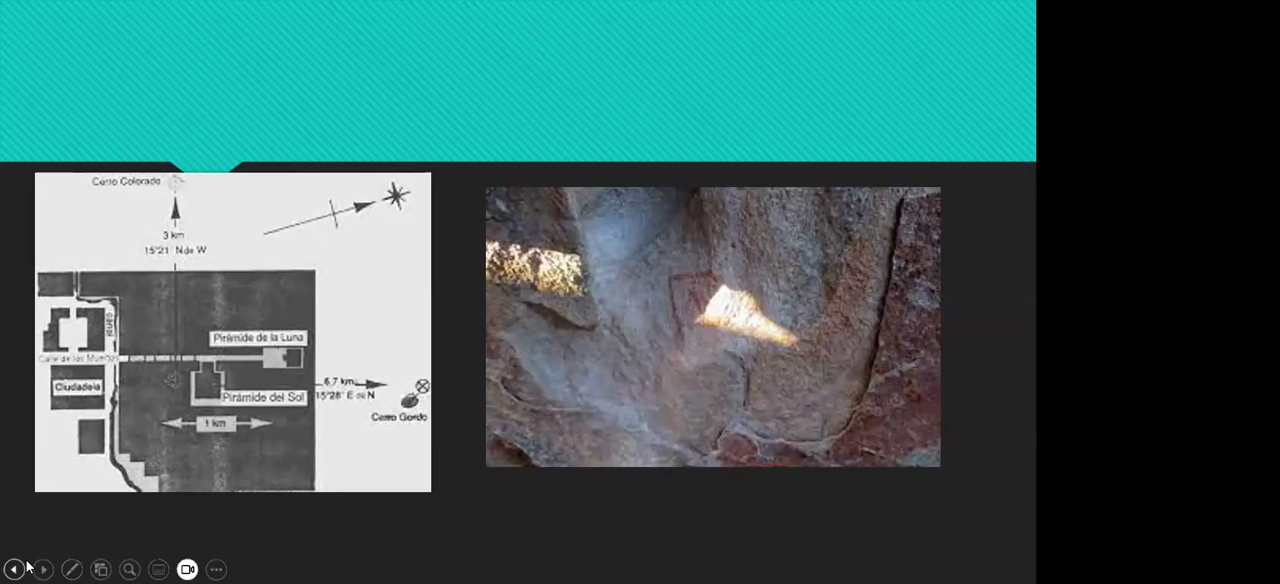 Cerro Colorado
3 km
15°21' N de W
Pirámide de la Luna
Calle de los Muertos
Ciudadela
6.7 km
15°28' E de N
Pirámide del Sol
Cerro Gordo
1 km